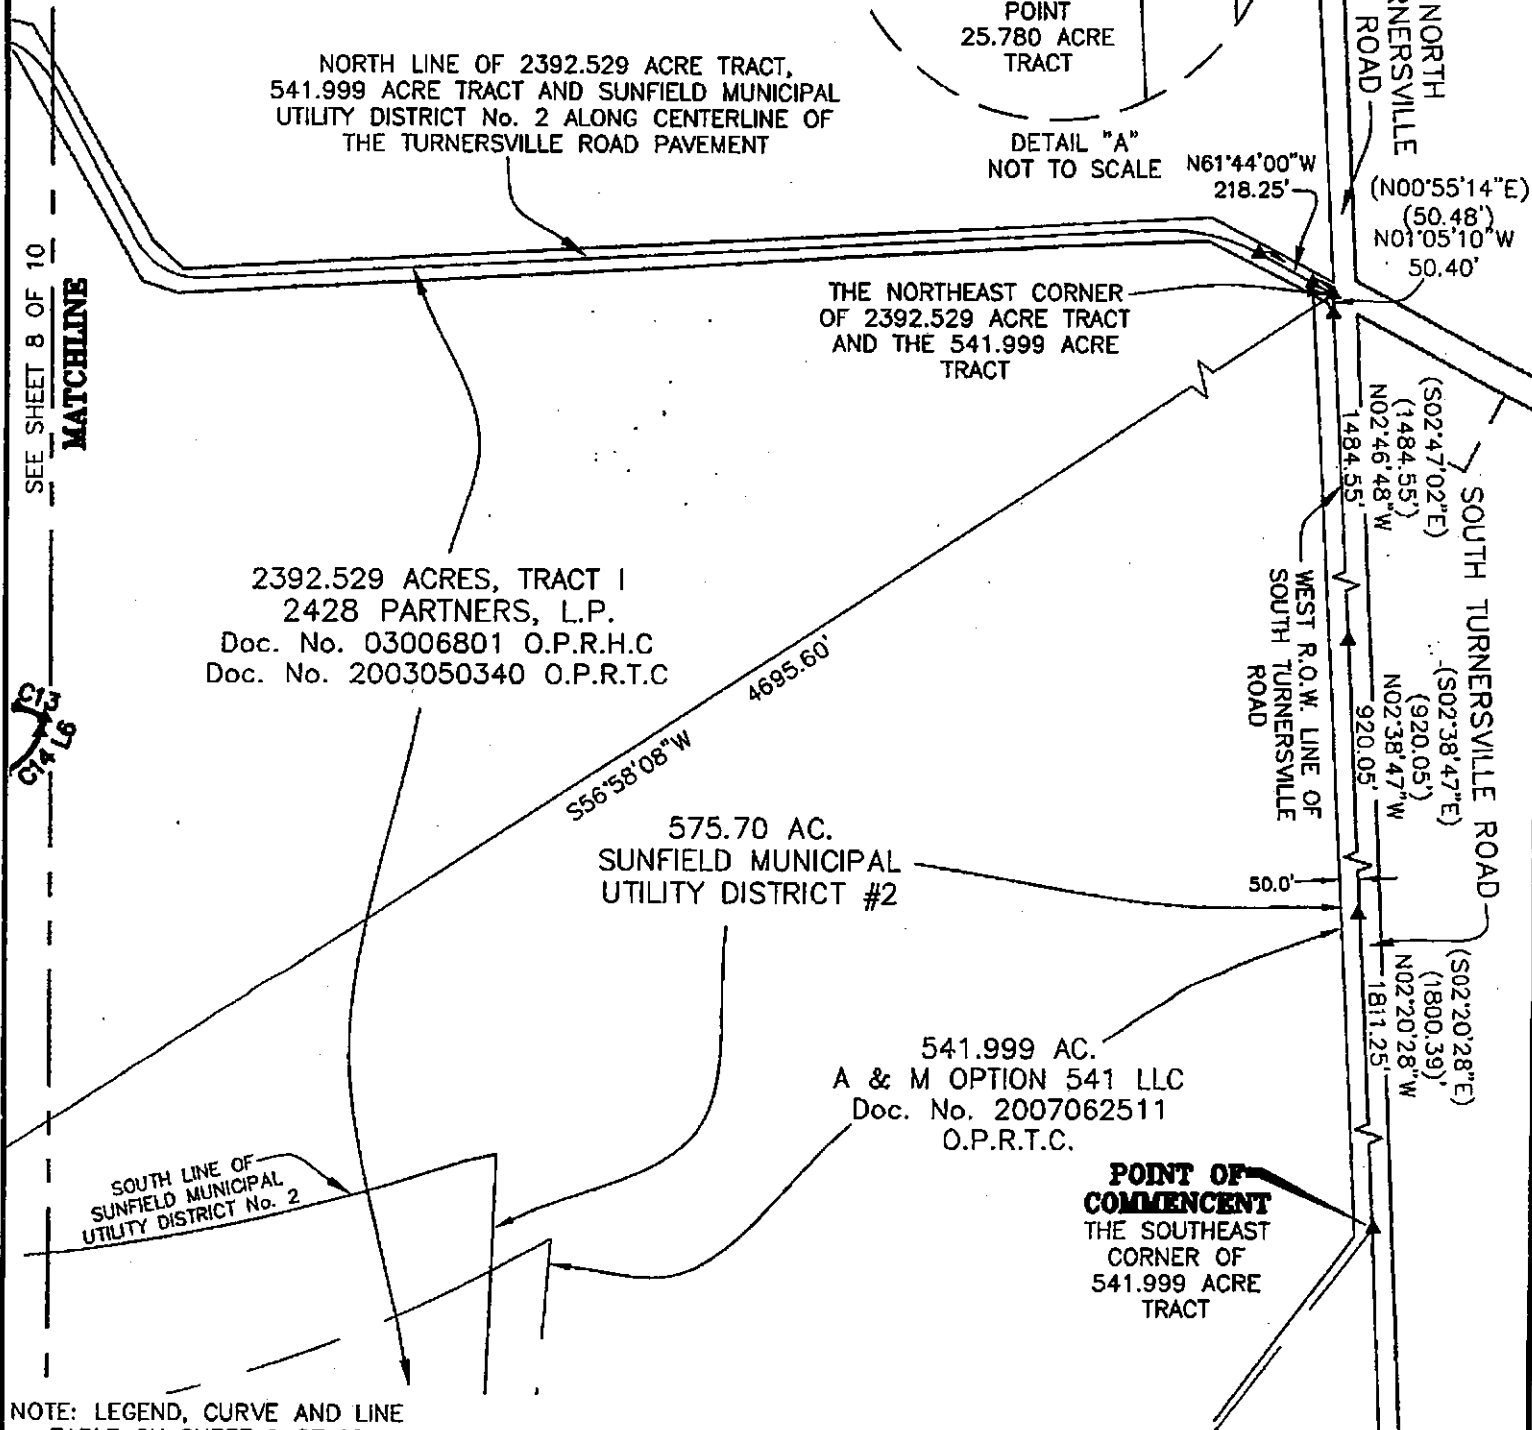 POINT
25.780 ACRE
TRACT
DETAIL "A"
NOT TO SCALE
NORTH
RNERSVILLE
ROAD
NORTH LINE OF 2392.529 ACRE TRACT,
541.999 ACRE TRACT AND SUNFIELD MUNICIPAL
UTILITY DISTRICT No. 2 ALONG CENTERLINE OF
THE TURNERSVILLE ROAD PAVEMENT
N61°44'00"W
218.25'
(N00°55'14"E)
(50.48')
N01°05'10"W
50.40'
SEE SHEET 8 OF 10
MATCHLINE
THE NORTHEAST CORNER
OF 2392.529 ACRE TRACT
AND THE 541.999 ACRE
TRACT
(S02°47'02"E)
(1484.55')
N02°46'48"W
1484.55'
SOUTH TURNERSVILLE ROAD
WEST R.O.W. LINE OF
SOUTH TURNERSVILLE
ROAD
2392.529 ACRES, TRACT I
2428 PARTNERS, L.P.
Doc. No. 03006801 O.P.R.H.C
Doc. No. 2003050340 O.P.R.T.C
4695.60'
S56°58'08"W
C13
L6
C14
(S02°38'47"E)
(920.05')
N02°38'47"W
920.05'
575.70 AC.
SUNFIELD MUNICIPAL
UTILITY DISTRICT #2
50.0'
(S02°20'28"E)
(1800.39)'
N02°20'28"W
1811.25'
541.999 AC.
A & M OPTION 541 LLC
Doc. No. 2007062511
O.P.R.T.C.
SOUTH LINE OF
SUNFIELD MUNICIPAL
UTILITY DISTRICT No. 2
POINT OF
COMMENCENT
THE SOUTHEAST
CORNER OF
541.999 ACRE
TRACT
NOTE: LEGEND, CURVE AND LINE